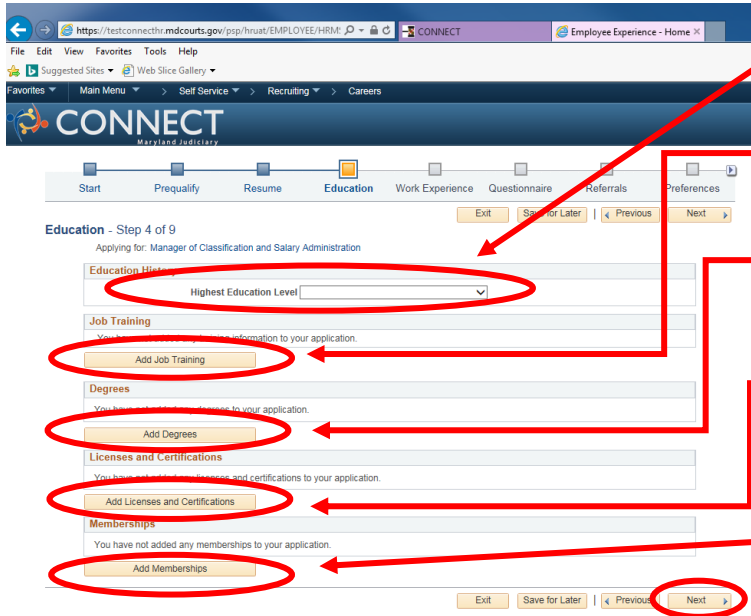 https://testconnecthr.mdcourts.gov/psp/hruat/EMPLOYEE/HRM! CONNECT Employee Experience - Home
File Edit View Favorites Tools Help
Suggested Sites Web Slice Gallery
Favorites Main Menu > Self Service > Recruiting > Careers
CONNECT
Maryland Judiciary
Start Prequalify Resume Education Work Experience Questionnaire Referrals Preferences
Exit Save for Later | Previous Next
Education - Step 4 of 9
Applying for: Manager of Classification and Salary Administration
Education History
Highest Education Level
Job Training
You have not added any training information to your application.
Add Job Training
Degrees
You have not added any degrees to your application.
Add Degrees
Licenses and Certifications
You have not added any licenses and certifications to your application.
Add Licenses and Certifications
Memberships
You have not added any memberships to your application.
Add Memberships
Exit Save for Later | Previous Next